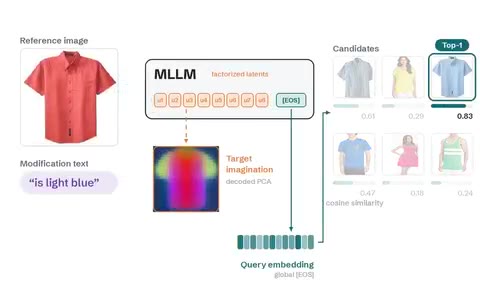 Reference image
Modification text
“is light blue”
MLLM
factorized latents
u1 u2 u3 u4 u5 u6 u7 u8 [EOS]
Target
imagination
decoded PCA
Query embedding
global [EOS]
Candidates
Top-1
0.61 0.29 0.83
0.47 0.18 0.24
cosine similarity